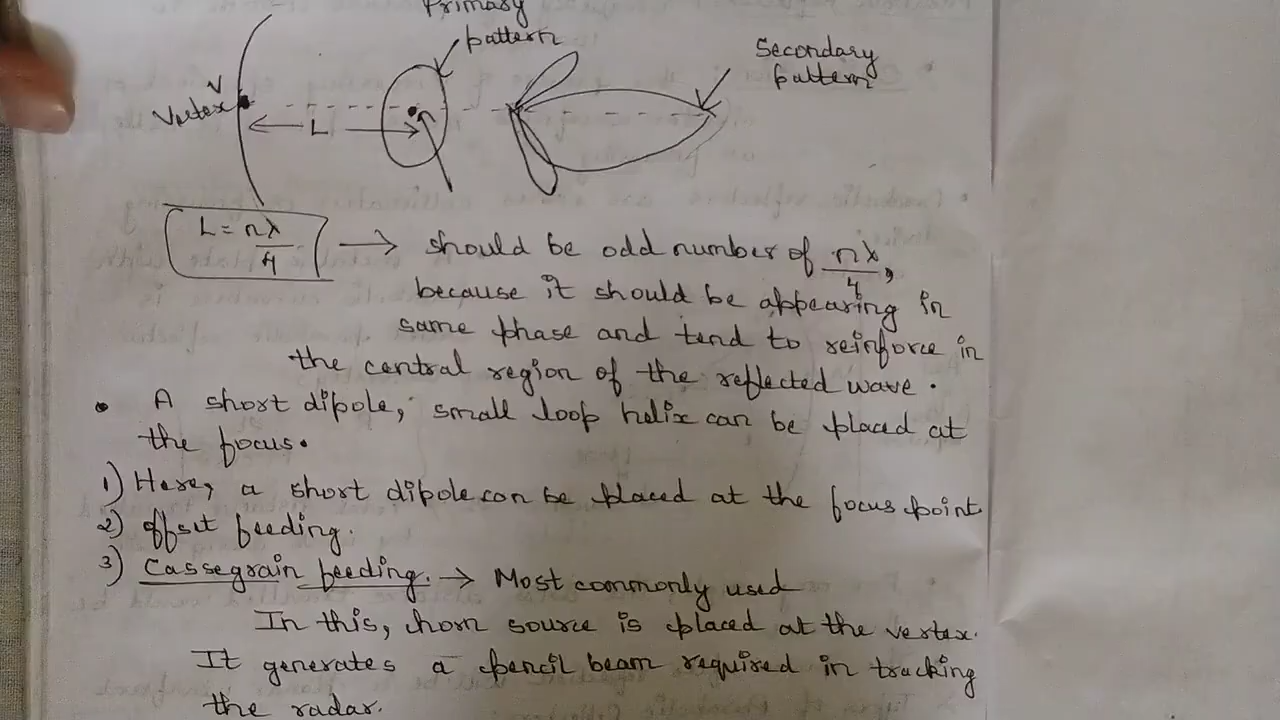 Primary
pattern
Secondary
pattern
V
Vertex
L
L = nλ/4 → should be odd number of nλ/4,
because it should be appearing in
same phase and tend to reinforce in
the central region of the reflected wave.
• A short dipole, small loop helix can be placed at
the focus.
1) Here, a short dipole can be placed at the focus point
2) offset feeding.
3) Cassegrain feeding. → Most commonly used
In this, horn source is placed at the vertex.
It generates a pencil beam required in tracking
the radar.